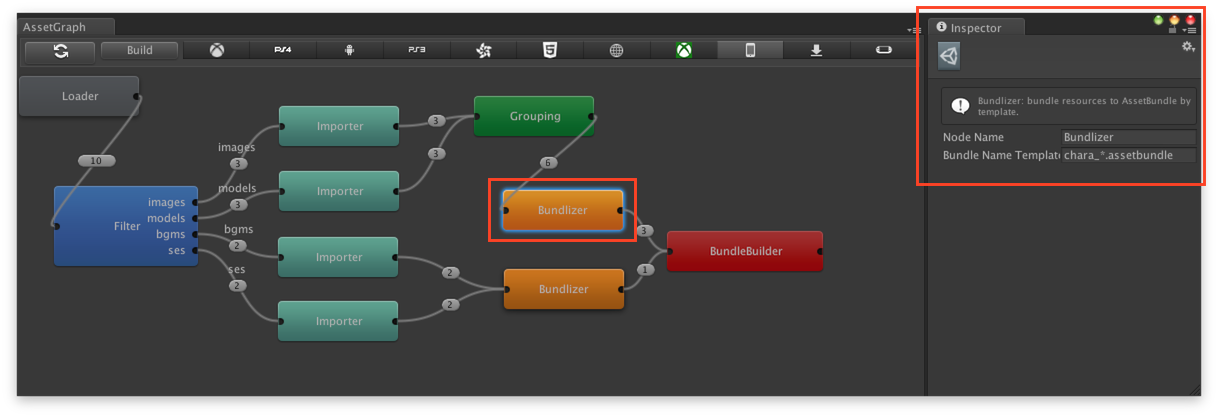 AssetGraph
Build
PS4
PS3
Loader
10
Filter
images
models
bgms
ses
images
3
models
3
bgms
2
ses
2
Importer
Importer
Importer
Importer
3
3
2
2
Grouping
6
Bundlizer
Bundlizer
3
1
BundleBuilder
Inspector
Bundlizer: bundle resources to AssetBundle by
template.
Node Name Bundlizer
Bundle Name Template chara_*.assetbundle